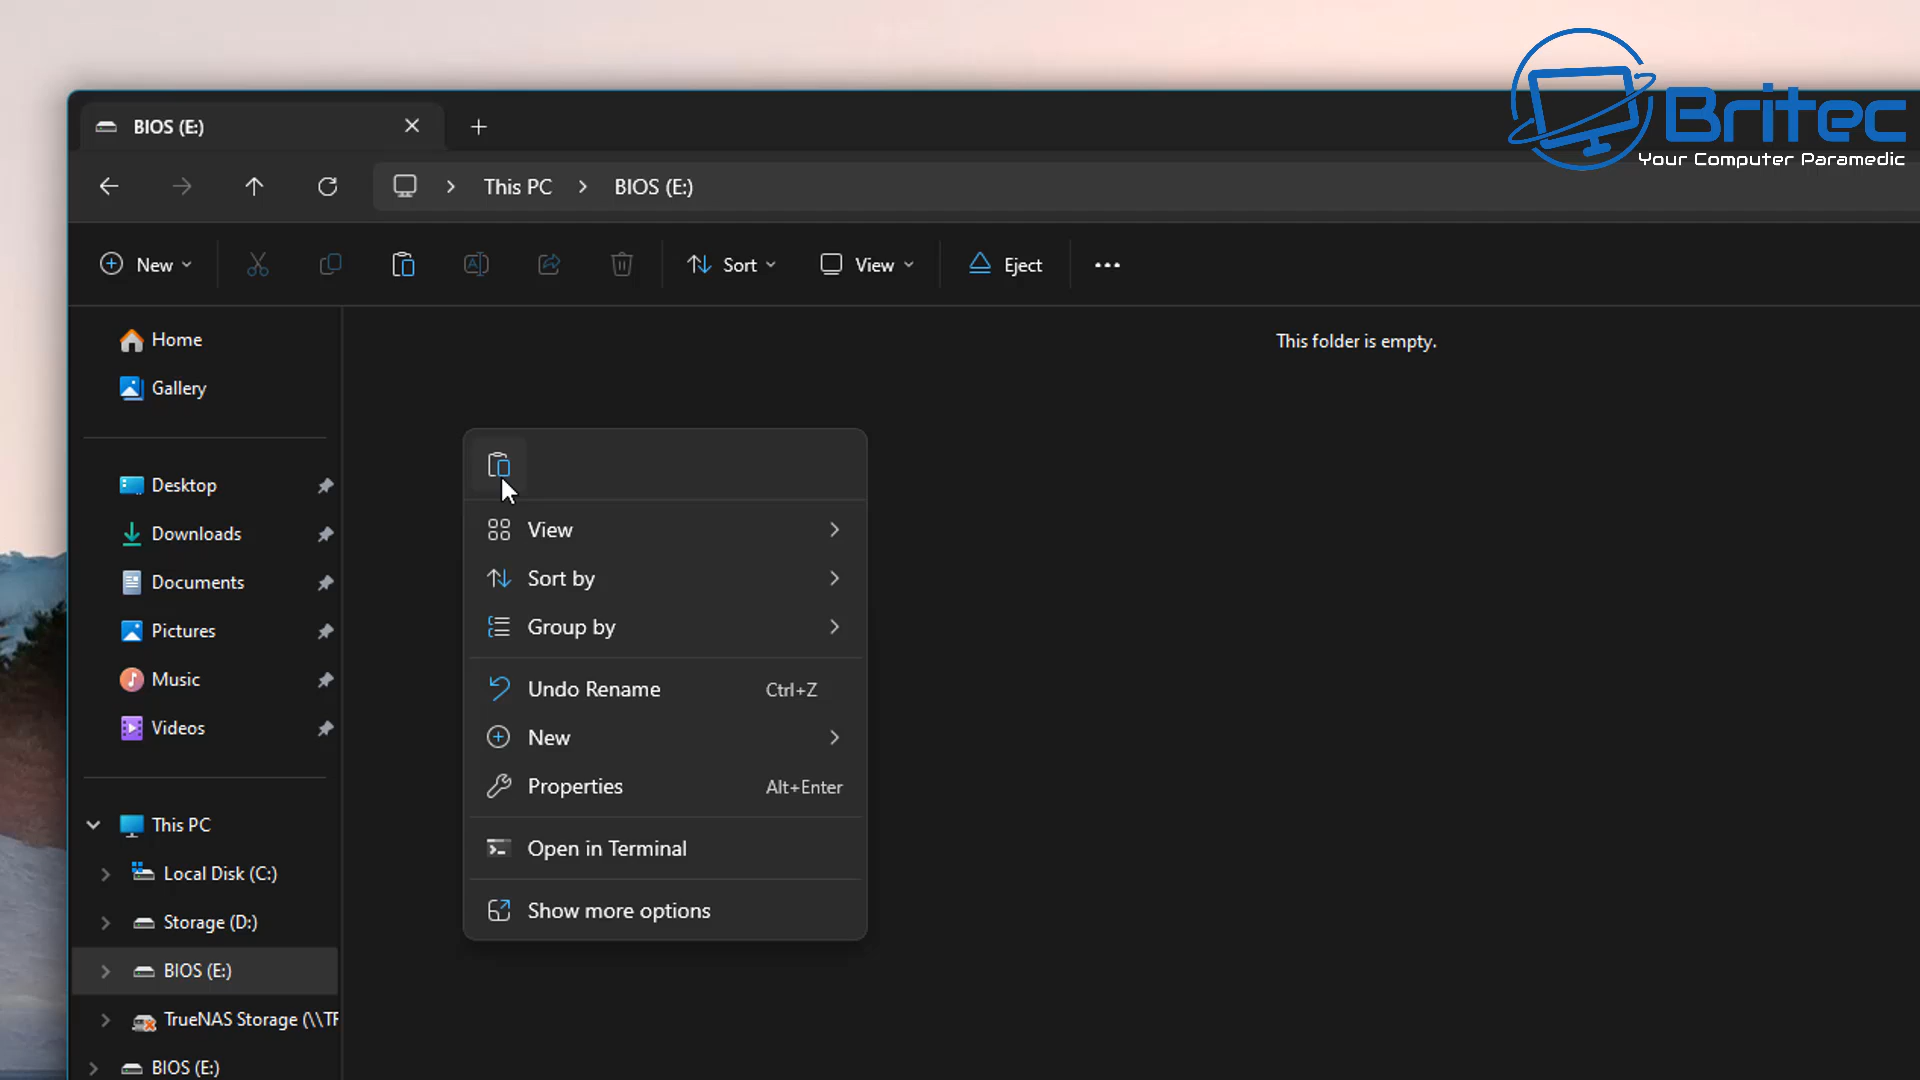 Britec
Your Computer Paramedic
BIOS (E:)
This PC
BIOS (E:)
New
Sort
View
Eject
Home
Gallery
Desktop
Downloads
Documents
Pictures
Music
Videos
This PC
Local Disk (C:)
Storage (D:)
BIOS (E:)
TrueNAS Storage (\\TF
BIOS (E:)
This folder is empty.
View
Sort by
Group by
Undo Rename Ctrl+Z
New
Properties Alt+Enter
Open in Terminal
Show more options